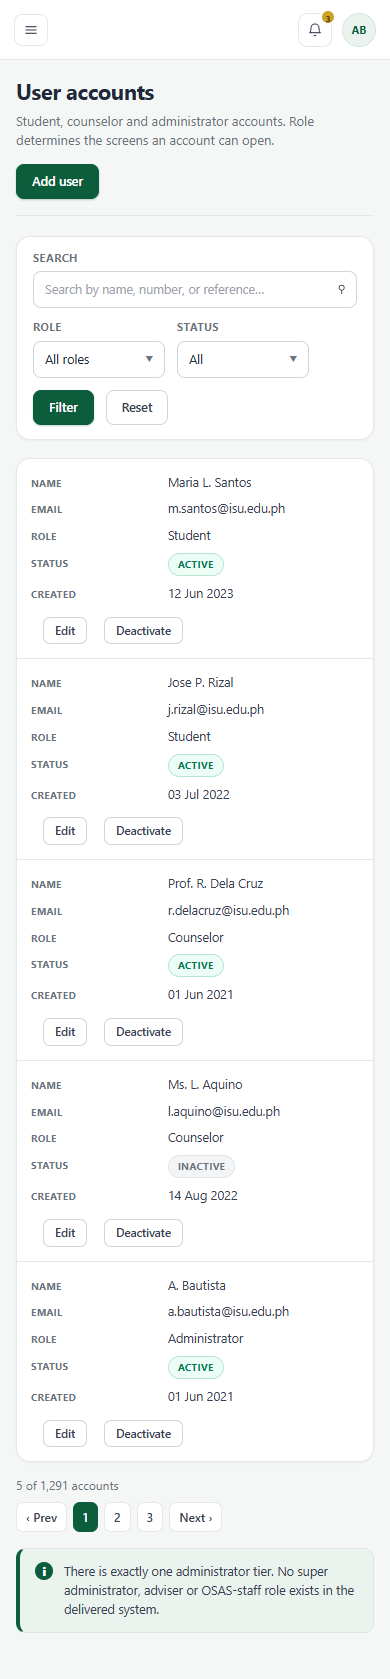 3
AB
User accounts
Student, counselor and administrator accounts. Role
determines the screens an account can open.
Add user
SEARCH
Search by name, number, or reference…
ROLE STATUS
All roles All
Filter Reset
NAME Maria L. Santos
EMAIL m.santos@isu.edu.ph
ROLE Student
STATUS ACTIVE
CREATED 12 Jun 2023
Edit Deactivate
NAME Jose P. Rizal
EMAIL j.rizal@isu.edu.ph
ROLE Student
STATUS ACTIVE
CREATED 03 Jul 2022
Edit Deactivate
NAME Prof. R. Dela Cruz
EMAIL r.delacruz@isu.edu.ph
ROLE Counselor
STATUS ACTIVE
CREATED 01 Jun 2021
Edit Deactivate
NAME Ms. L. Aquino
EMAIL l.aquino@isu.edu.ph
ROLE Counselor
STATUS INACTIVE
CREATED 14 Aug 2022
Edit Deactivate
NAME A. Bautista
EMAIL a.bautista@isu.edu.ph
ROLE Administrator
STATUS ACTIVE
CREATED 01 Jun 2021
Edit Deactivate
5 of 1,291 accounts
‹ Prev 1 2 3 Next ›
There is exactly one administrator tier. No super
administrator, adviser or OSAS-staff role exists in the
delivered system.